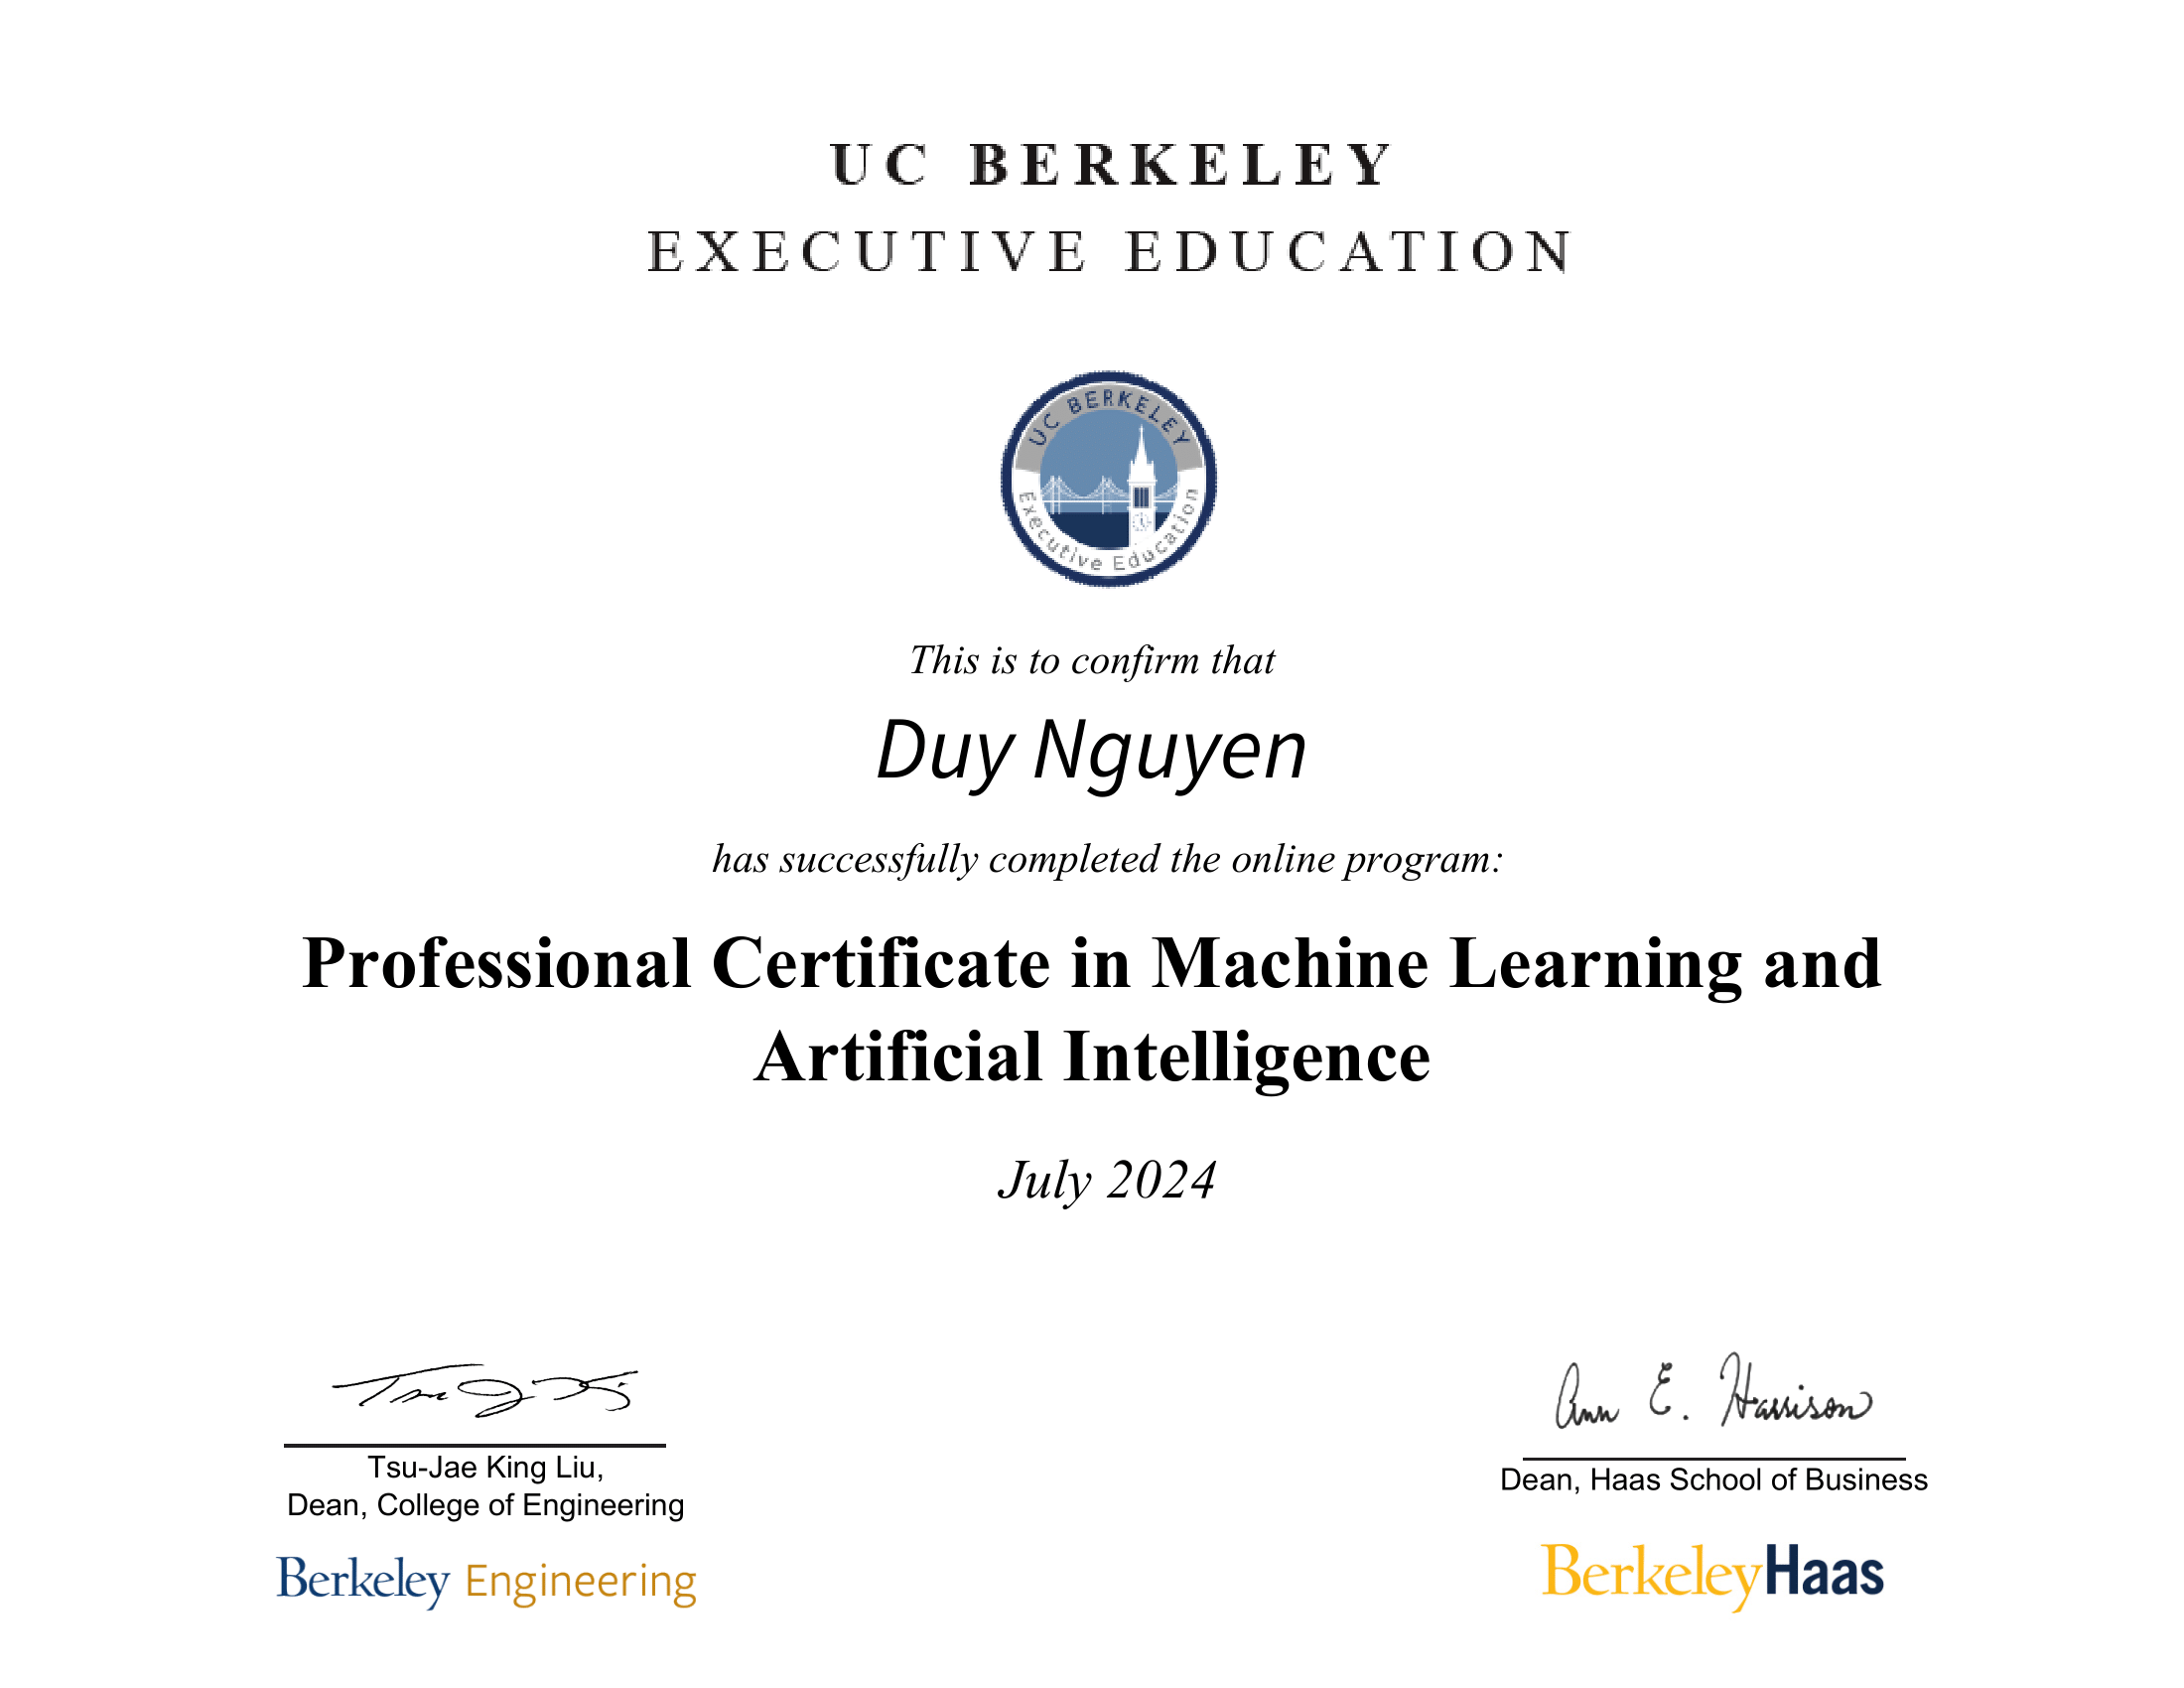 UC BERKELEY
EXECUTIVE EDUCATION
UC BERKELEY
Executive Education
This is to confirm that
Duy Nguyen
has successfully completed the online program:
Professional Certificate in Machine Learning and
Artificial Intelligence
July 2024
Ann E. Harrison
Tsu-Jae King Liu,
Dean, College of Engineering
Dean, Haas School of Business
Berkeley Engineering
BerkeleyHaas